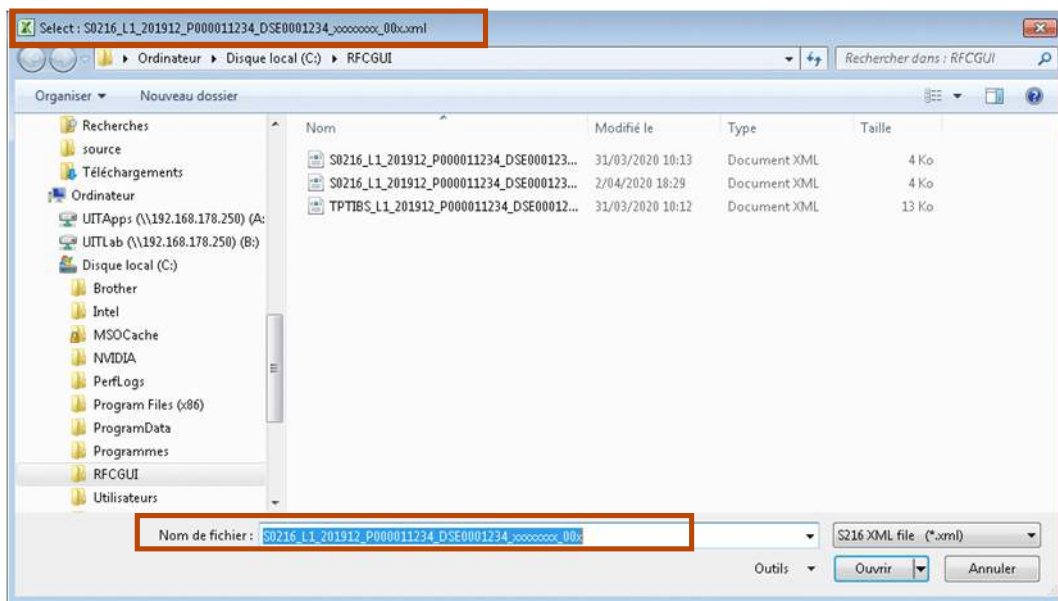 Select : S0216_L1_201912_P000011234_DSE0001234_xxxxxxxx_00x.xml
Ordinateur Disque local (C:) RFCGUI
Rechercher dans : RFCGUI
Organiser Nouveau dossier
Recherches
source
Téléchargements
Ordinateur
UITApps (\\192.168.178.250) (A:
UITLab (\\192.168.178.250) (B:)
Disque local (C:)
Brother
Intel
MSOCache
NVIDIA
PerfLogs
Program Files (x86)
ProgramData
Programmes
RFCGUI
Utilisateurs
Nom Modifié le Type Taille
S0216_L1_201912_P000011234_DSE000123... 31/03/2020 10:13 Document XML 4 Ko
S0216_L1_201912_P000011234_DSE000123... 2/04/2020 18:29 Document XML 4 Ko
TPTIBS_L1_201912_P000011234_DSE00012... 31/03/2020 10:12 Document XML 13 Ko
Nom de fichier : S0216_L1_201912_P000011234_DSE0001234_xxxxxxxx_00x
S216 XML file (*.xml)
Outils Ouvrir Annuler